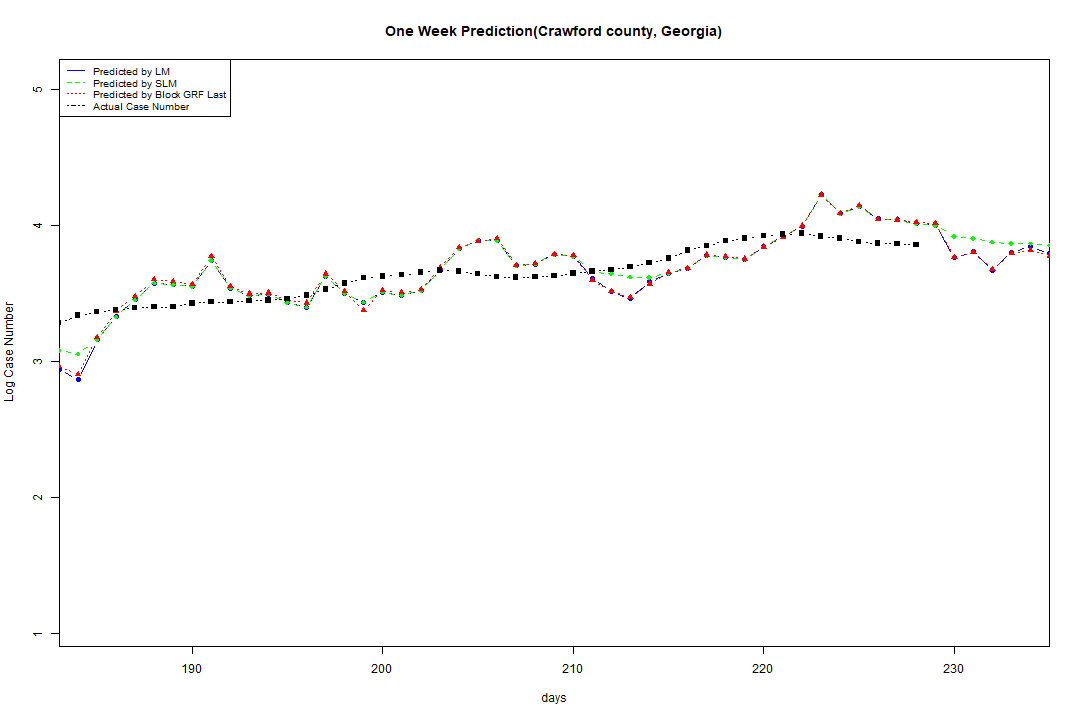 One Week Prediction(Crawford county, Georgia)
Predicted by LM
Predicted by SLM
Predicted by Block GRF Last
Actual Case Number
5
4
3
2
1
Log Case Number
190 200 210 220 230
days